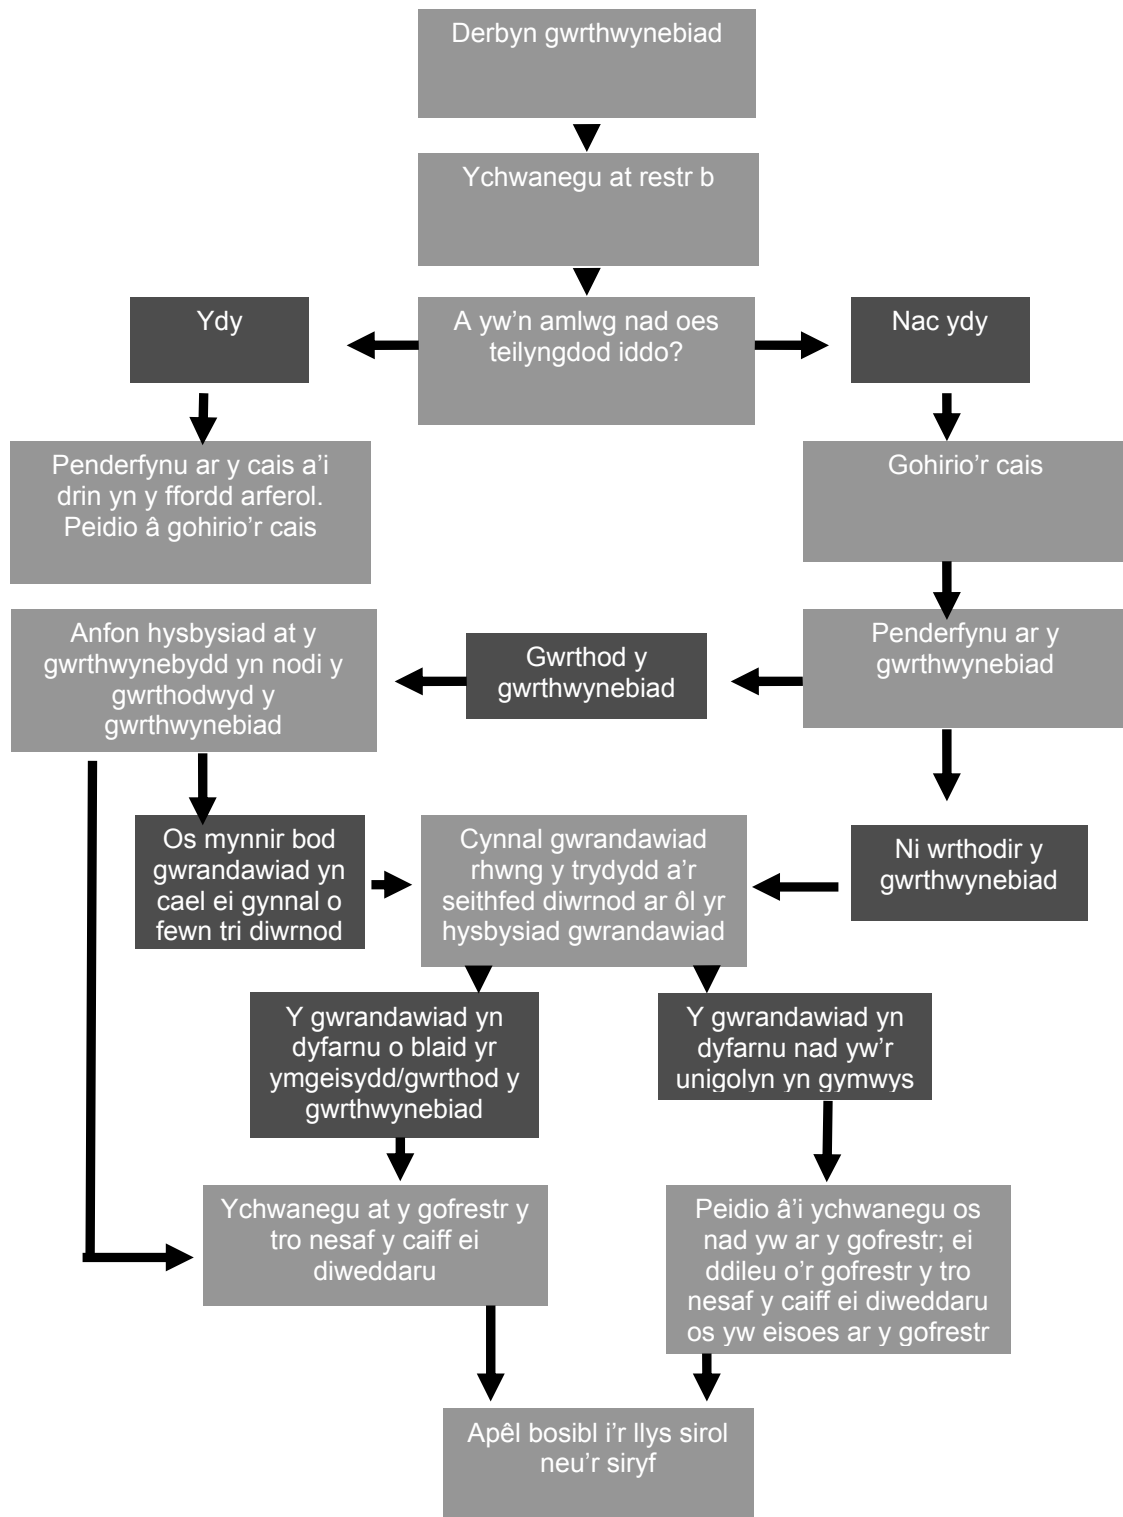 Derbyn gwrthwynebiad
Ychwanegu at restr b
Ydy
A yw'n amlwg nad oes
teilyngdod iddo?
Nac ydy
Penderfynu ar y cais a'i
drin yn y ffordd arferol.
Peidio â gohirio'r cais
Gohirio'r cais
Anfon hysbysiad at y
gwrthwynebydd yn nodi y
gwrthodwyd y
gwrthwynebiad
Gwrthod y
gwrthwynebiad
Penderfynu ar y
gwrthwynebiad
Os mynnir bod
gwrandawiad yn
cael ei gynnal o
fewn tri diwrnod
Cynnal gwrandawiad
rhwng y trydydd a'r
seithfed diwrnod ar ôl yr
hysbysiad gwrandawiad
Ni wrthodir y
gwrthwynebiad
Y gwrandawiad yn
dyfarnu o blaid yr
ymgeisydd/gwrthod y
gwrthwynebiad
Y gwrandawiad yn
dyfarnu nad yw'r
unigolyn yn gymwys
Ychwanegu at y gofrestr y
tro nesaf y caiff ei
diweddaru
Peidio â'i ychwanegu os
nad yw ar y gofrestr; ei
ddileu o'r gofrestr y tro
nesaf y caiff ei diweddaru
os yw eisoes ar y gofrestr
Apêl bosibl i'r llys sirol
neu'r siryf